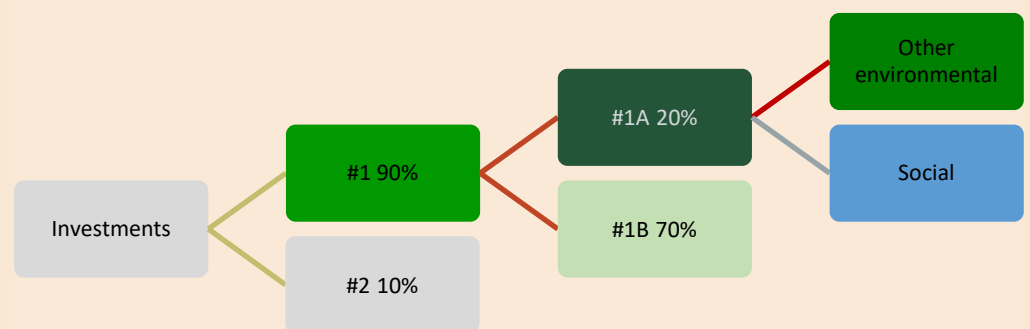 Investments
#1 90%
#2 10%
#1A 20%
#1B 70%
Other
environmental
Social